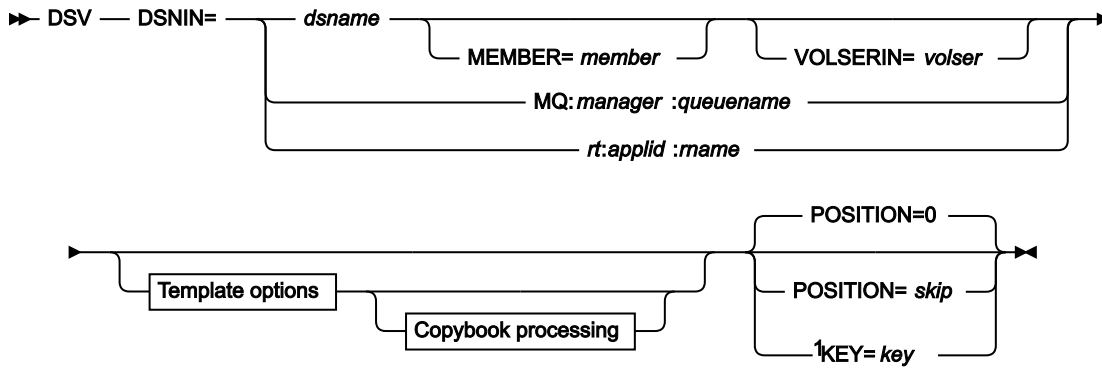 DSV DSNIN= dsname
MEMBER= member VOLSERIN= volser
MQ:manager :queuename
rt:applid :rname
POSITION=0
Template options POSITION= skip
Copybook processing
1KEY= key